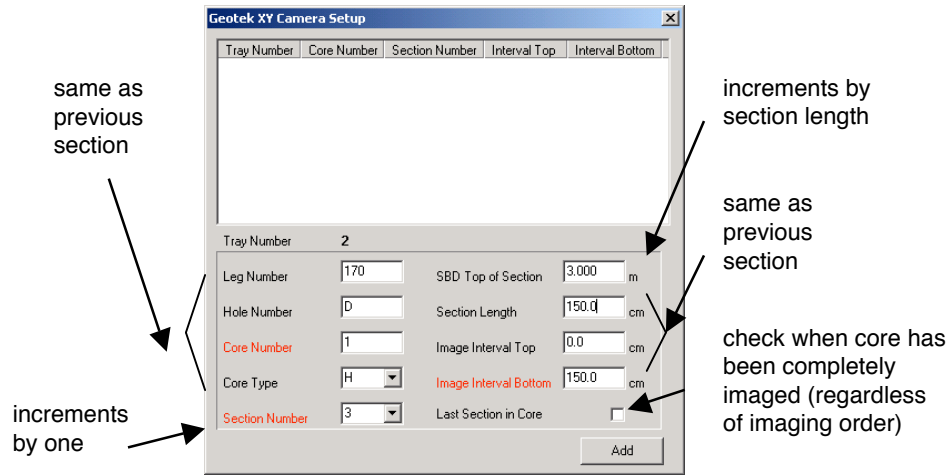 Geotek XY Camera Setup
Tray Number Core Number Section Number Interval Top Interval Bottom
same as
previous
section
increments by
section length
same as
previous
section
Tray Number 2
Leg Number 170 SBD Top of Section 3.000 m
Hole Number D Section Length 150.0 cm
Core Number 1 Image Interval Top 0.0 cm
Core Type H Image Interval Bottom 150.0 cm
Section Number 3 Last Section in Core
check when core has
been completely
imaged (regardless
of imaging order)
increments
by one
Add